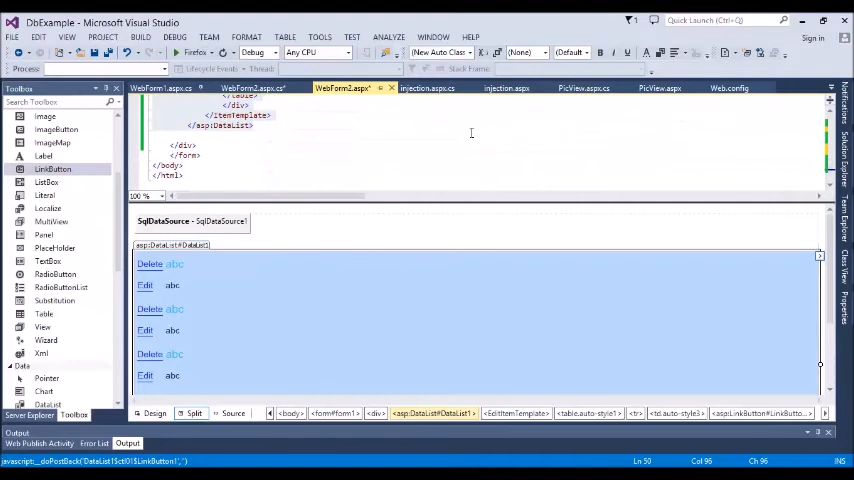 DbExample - Microsoft Visual Studio
1
Quick Launch (Ctrl+Q)
FILE EDIT VIEW PROJECT BUILD DEBUG TEAM FORMAT TABLE TOOLS TEST ANALYZE WINDOW HELP
Sign in
Firefox Debug Any CPU (New Auto Class (None) (Default
Process: Lifecycle Events Thread: Stack Frame:
Toolbox
WebForm1.aspx.cs WebForm2.aspx.cs* WebForm2.aspx* injection.aspx.cs injection.aspx PicView.aspx.cs PicView.aspx Web.config
Search Toolbox
Image
ImageButton
ImageMap
Label
LinkButton
ListBox
Literal
Localize
MultiView
Panel
PlaceHolder
TextBox
RadioButton
RadioButtonList
Substitution
Table
View
Wizard
Xml
Data
Pointer
Chart
DataList
Server Explorer Toolbox
</table>
</div>
</ItemTemplate>
</asp:DataList>
</div>
</form>
</body>
</html>
100 %
SqlDataSource - SqlDataSource1
asp:DataList#DataList1
Delete abc
Edit abc
Delete abc
Edit abc
Delete abc
Edit abc
Design Split Source <body> <form#form1> <div> <asp:DataList#DataList1> <EditItemTemplate> <table.auto-style1> <tr> <td.auto-style3> <asp:LinkButton#LinkButto...
Notifications
Solution Explorer
Team Explorer
Class View
Properties
Output
Web Publish Activity Error List Output
javascript:__doPostBack('DataList1$ctl01$LinkButton1','')
Ln 50 Col 96 Ch 96 INS